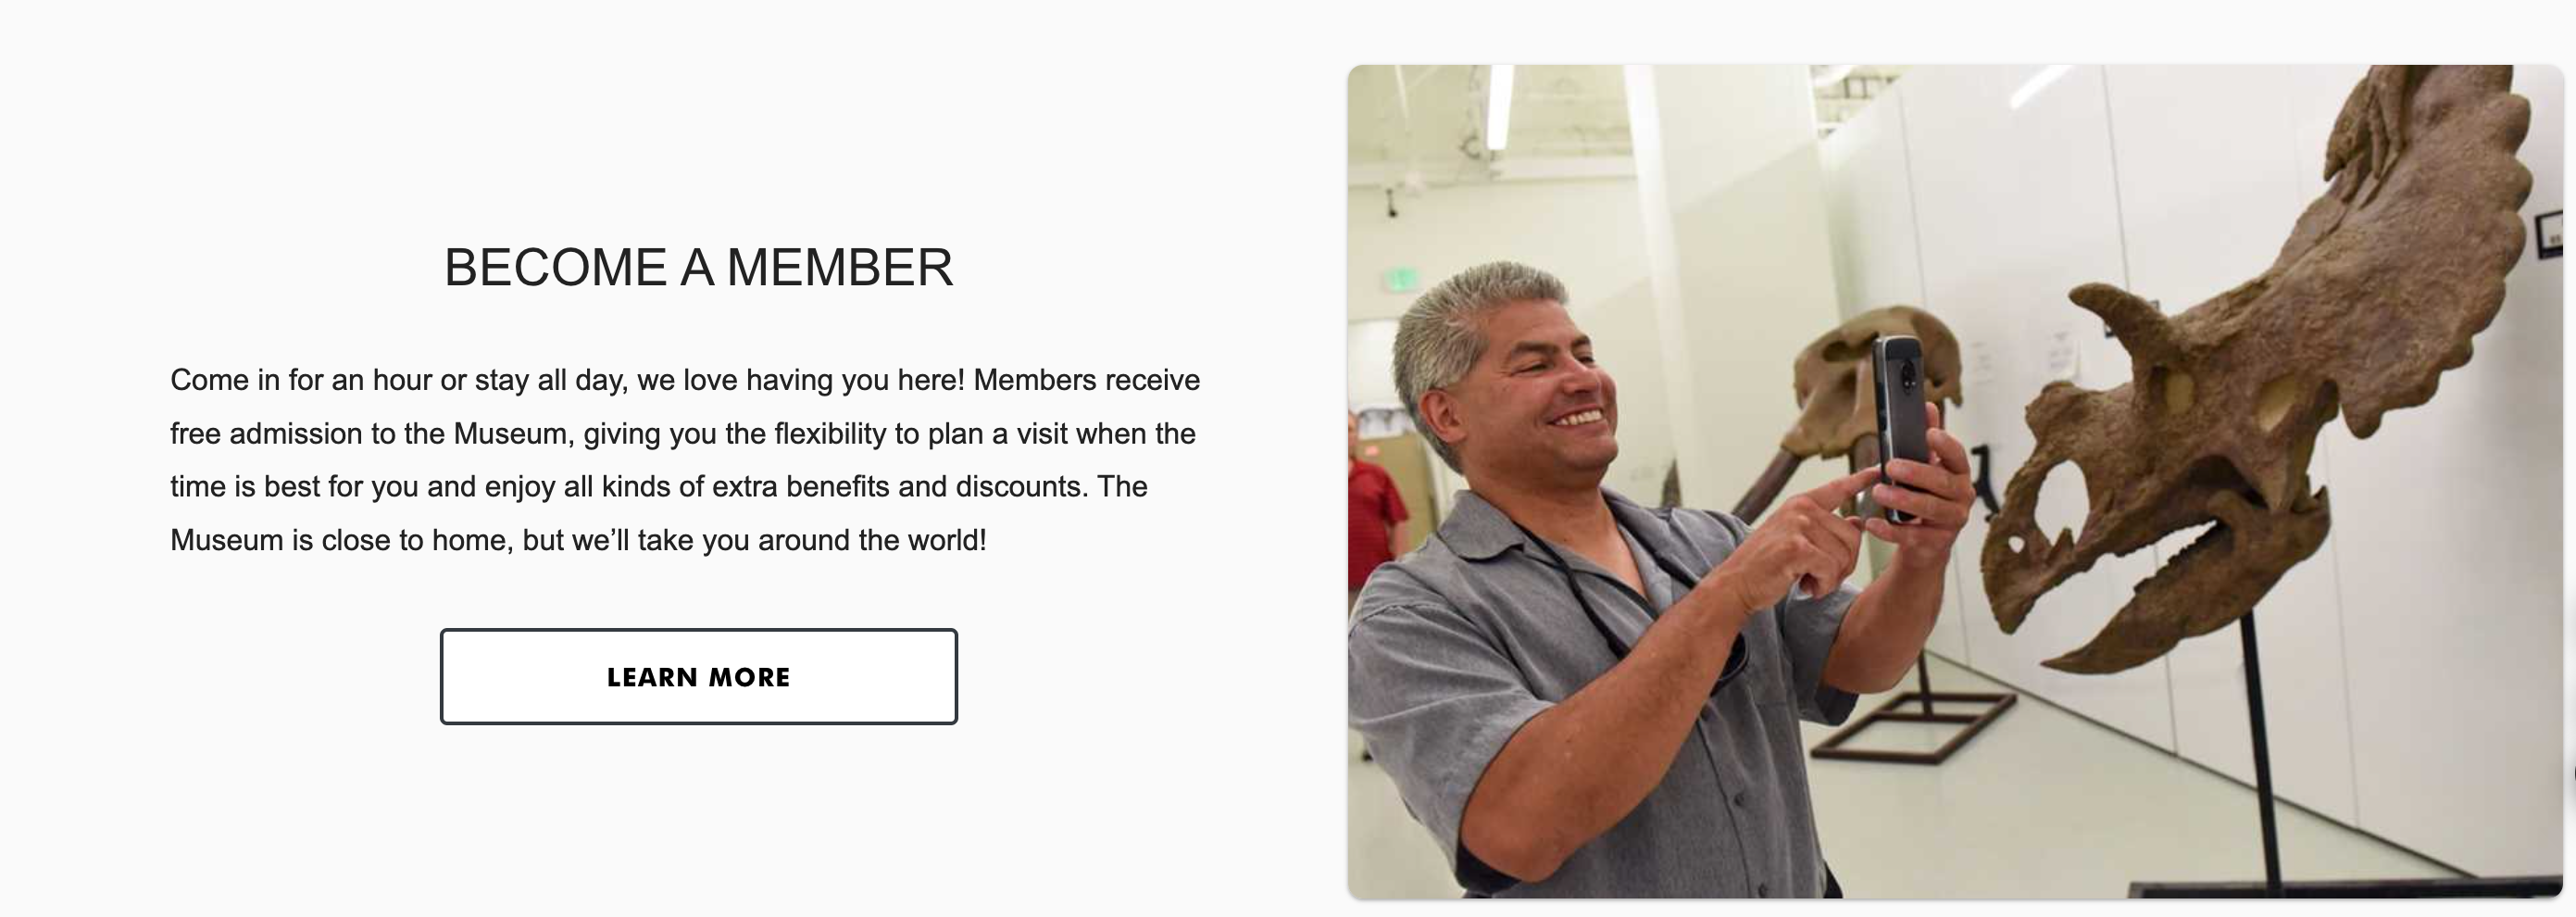 BECOME A MEMBER
Come in for an hour or stay all day, we love having you here! Members receive
free admission to the Museum, giving you the flexibility to plan a visit when the
time is best for you and enjoy all kinds of extra benefits and discounts. The
Museum is close to home, but we’ll take you around the world!
LEARN MORE